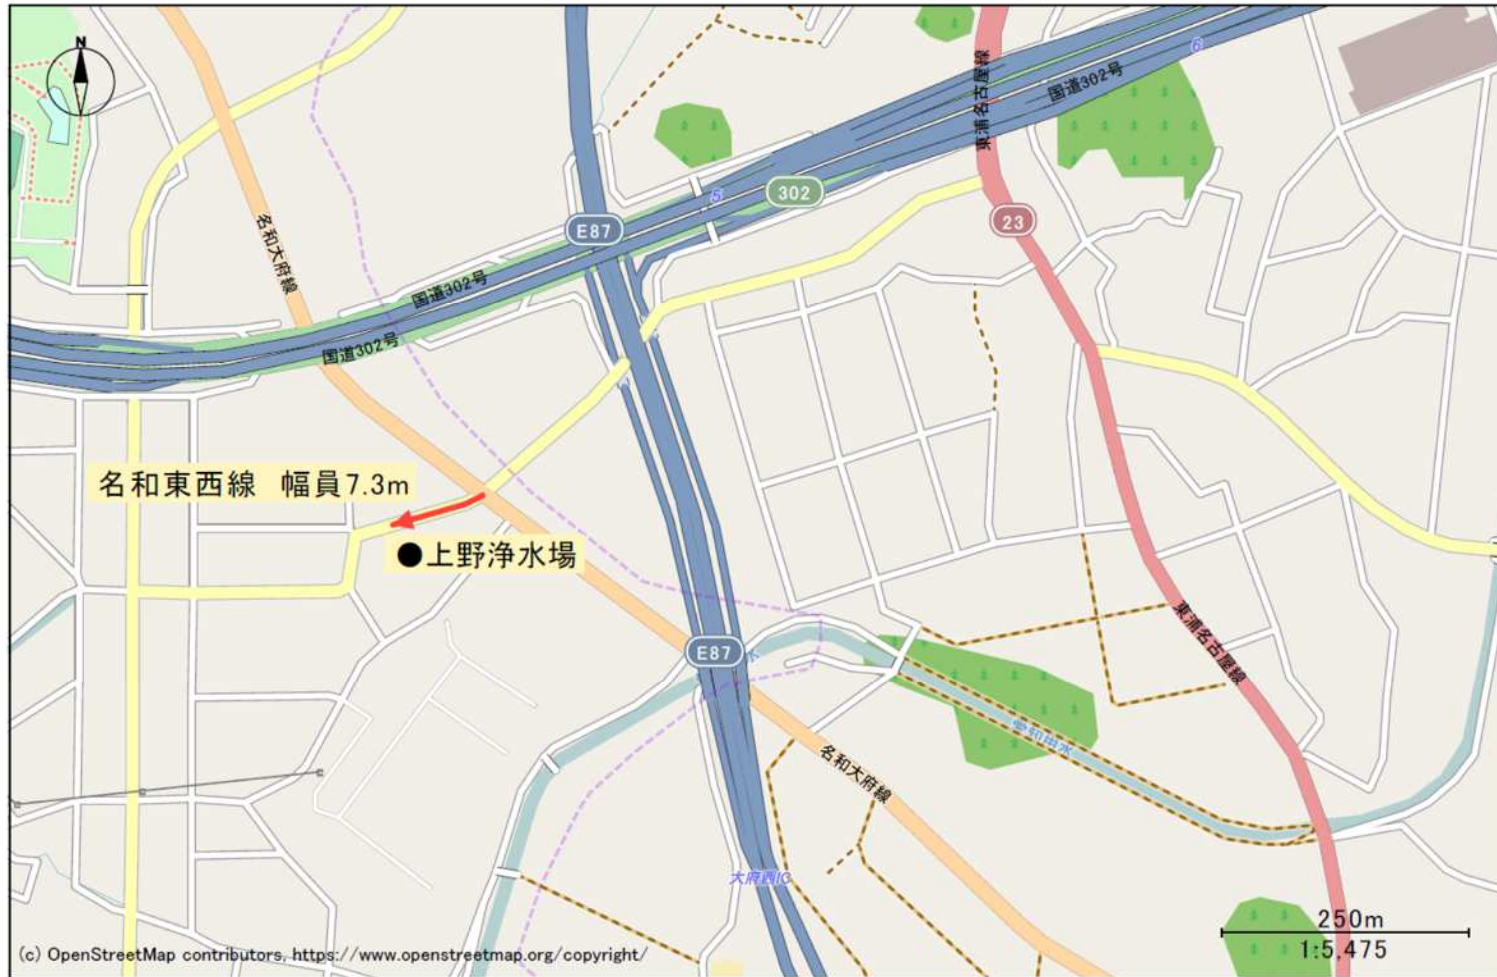 N
6
国道302号
東浦名古屋線
302
5
E87
23
名和大府線
国道302号
国道302号
名和東西線 幅員7.3m
●上野浄水場
東浦名古屋線
E87
愛知用水
名和大府線
大府西IC
250m
1:5,475
(c) OpenStreetMap contributors, https://www.openstreetmap.org/copyright/